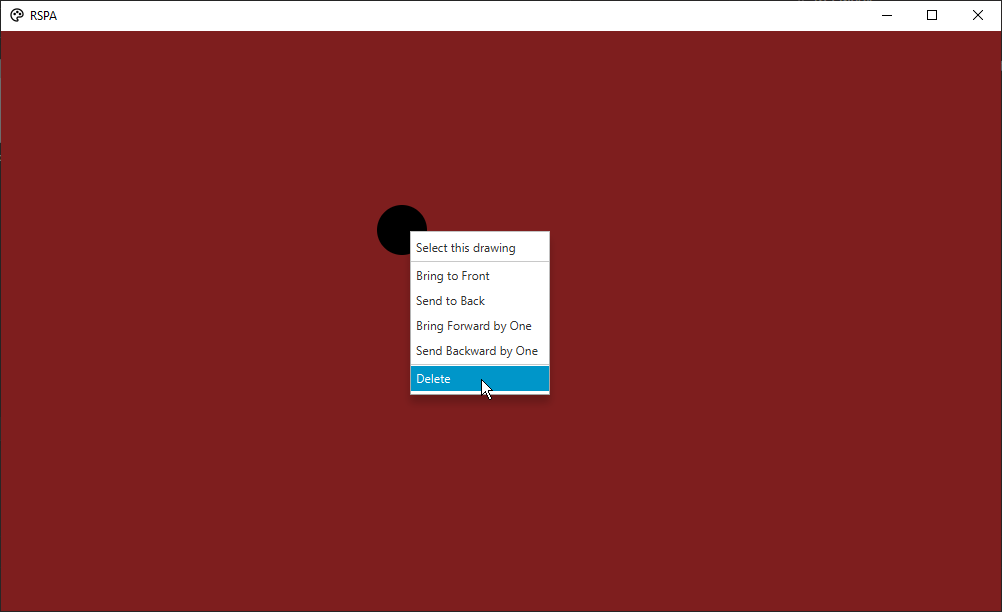 RSPA
Select this drawing
Bring to Front
Send to Back
Bring Forward by One
Send Backward by One
Delete